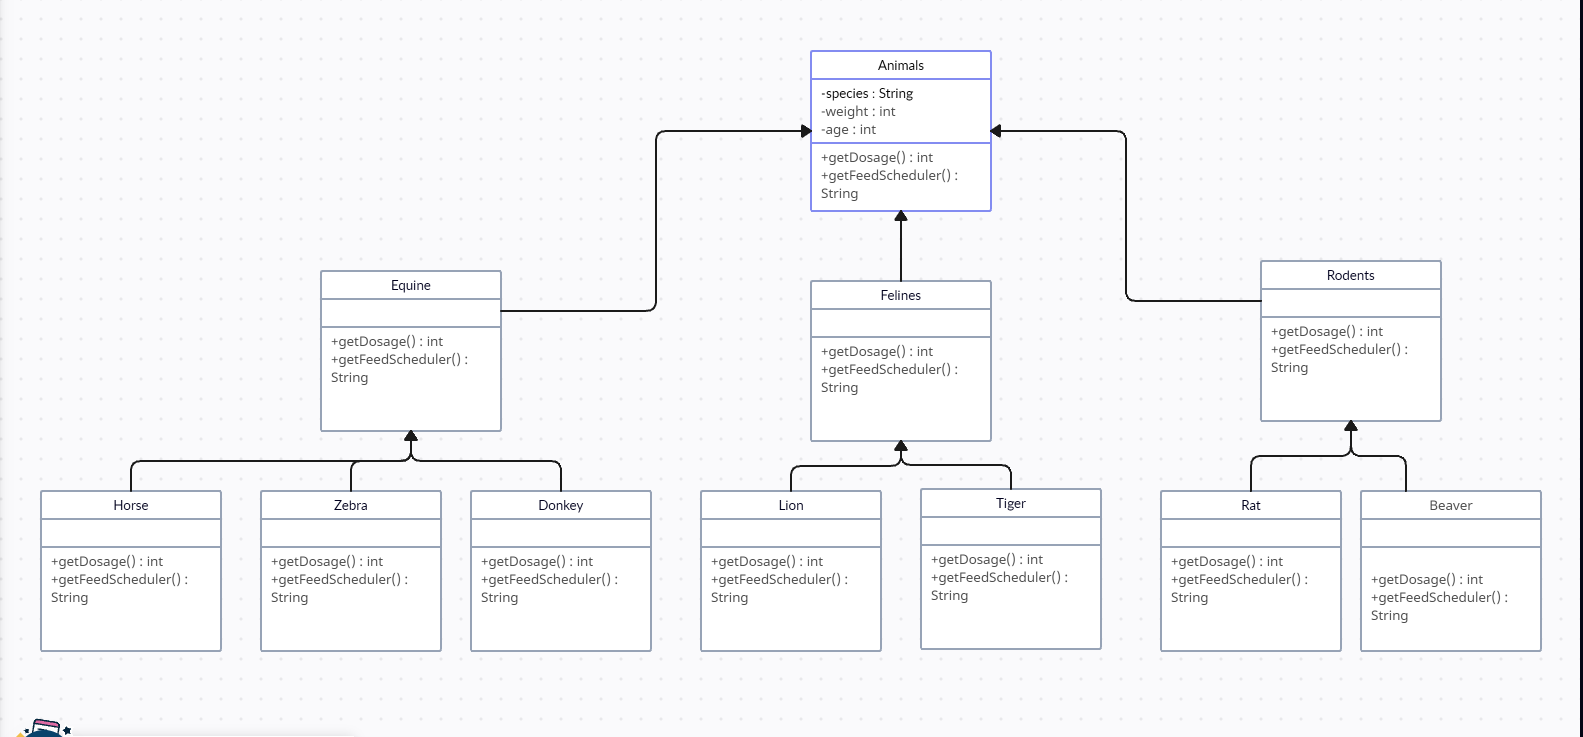 Animals
-species : String
-weight : int
-age : int
+getDosage() : int
+getFeedScheduler() :
String
Equine
+getDosage() : int
+getFeedScheduler() :
String
Felines
+getDosage() : int
+getFeedScheduler() :
String
Rodents
+getDosage() : int
+getFeedScheduler() :
String
Horse
+getDosage() : int
+getFeedScheduler() :
String
Zebra
+getDosage() : int
+getFeedScheduler() :
String
Donkey
+getDosage() : int
+getFeedScheduler() :
String
Lion
+getDosage() : int
+getFeedScheduler() :
String
Tiger
+getDosage() : int
+getFeedScheduler() :
String
Rat
+getDosage() : int
+getFeedScheduler() :
String
Beaver
+getDosage() : int
+getFeedScheduler() :
String